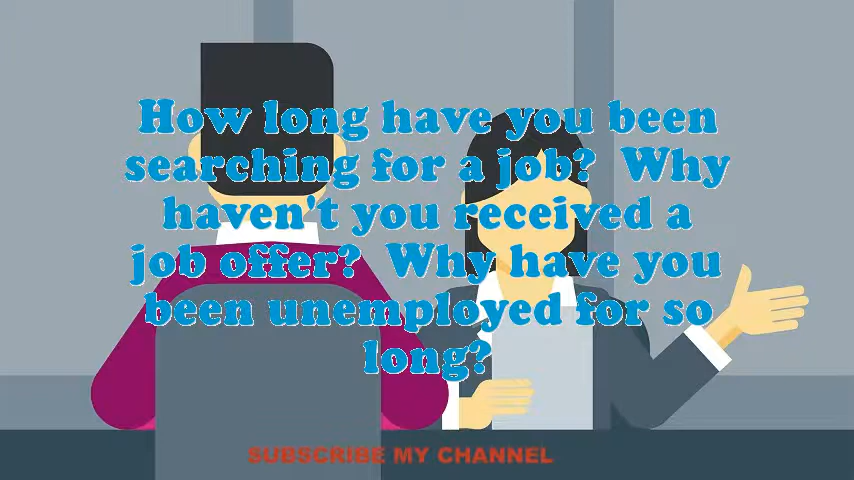 How long have you been
searching for a job?  Why
haven't you received a
job offer?  Why have you
been unemployed for so
long?
SUBSCRIBE MY CHANNEL